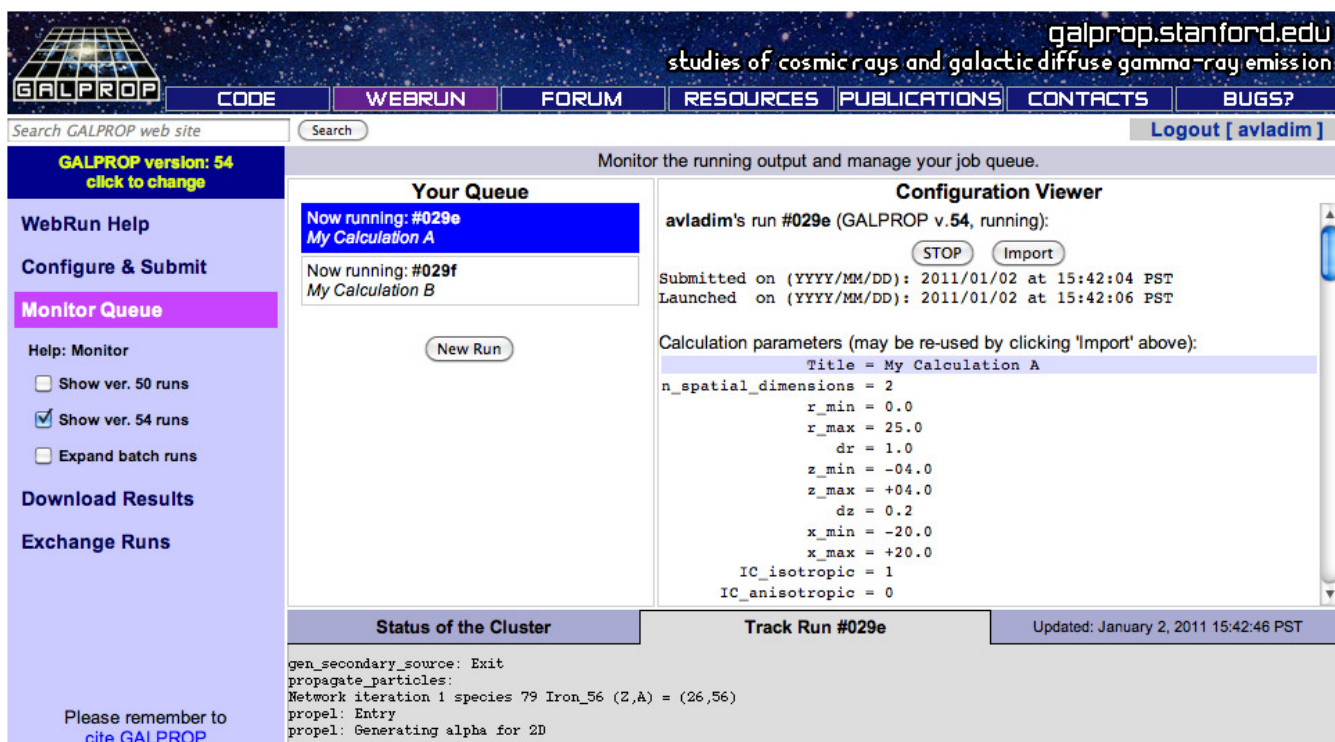 galprop.stanford.edu
studies of cosmic rays and galactic diffuse gamma-ray emission
GALPROP
CODE WEBRUN FORUM RESOURCES PUBLICATIONS CONTACTS BUGS?
Search GALPROP web site Search Logout [ avladim ]
GALPROP version: 54
click to change
Monitor the running output and manage your job queue.
WebRun Help
Configure & Submit
Monitor Queue
Help: Monitor
Show ver. 50 runs
Show ver. 54 runs
Expand batch runs
Download Results
Exchange Runs
Please remember to
cite GALPROP
Your Queue
Now running: #029e
My Calculation A
Now running: #029f
My Calculation B
New Run
Configuration Viewer
avladim's run #029e (GALPROP v.54, running):
STOP Import
Submitted on (YYYY/MM/DD): 2011/01/02 at 15:42:04 PST
Launched on (YYYY/MM/DD): 2011/01/02 at 15:42:06 PST
Calculation parameters (may be re-used by clicking 'Import' above):
Title = My Calculation A
n_spatial_dimensions = 2
r_min = 0.0
r_max = 25.0
dr = 1.0
z_min = -04.0
z_max = +04.0
dz = 0.2
x_min = -20.0
x_max = +20.0
IC_isotropic = 1
IC_anisotropic = 0
Status of the Cluster Track Run #029e Updated: January 2, 2011 15:42:46 PST
gen_secondary_source: Exit
propagate_particles:
Network iteration 1 species 79 Iron_56 (Z,A) = (26,56)
propel: Entry
propel: Generating alpha for 2D